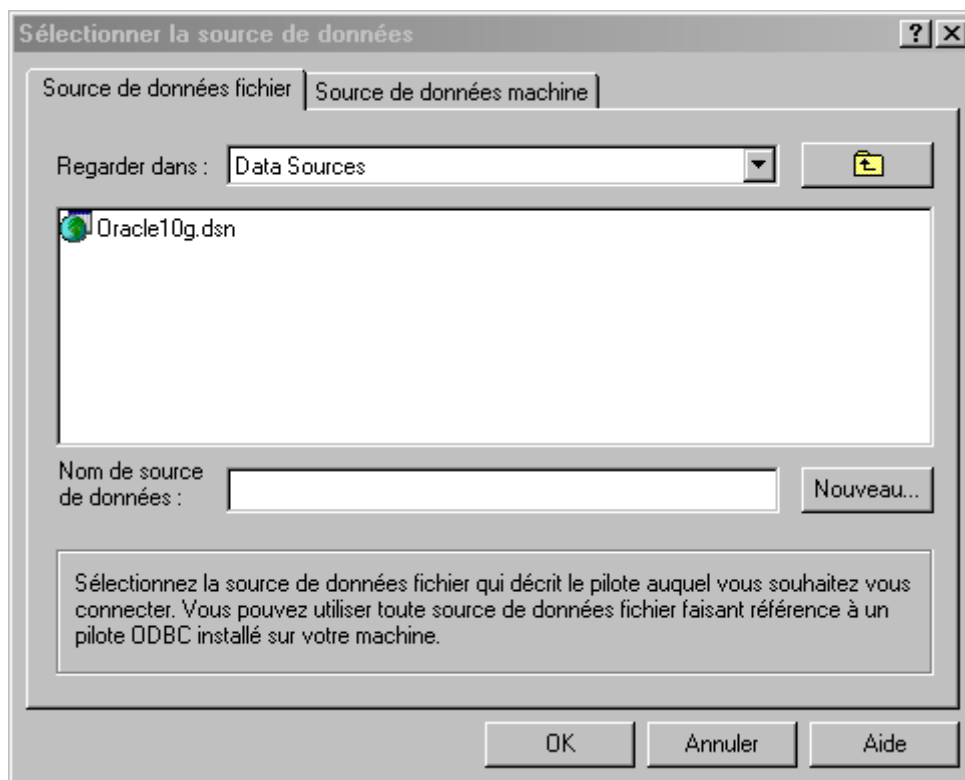 Sélectionner la source de données
Source de données fichier
Source de données machine
Regarder dans :
Data Sources
Oracle10g.dsn
Nom de source
de données :
Nouveau...
Sélectionnez la source de données fichier qui décrit le pilote auquel vous souhaitez vous
connecter. Vous pouvez utiliser toute source de données fichier faisant référence à un
pilote ODBC installé sur votre machine.
OK
Annuler
Aide